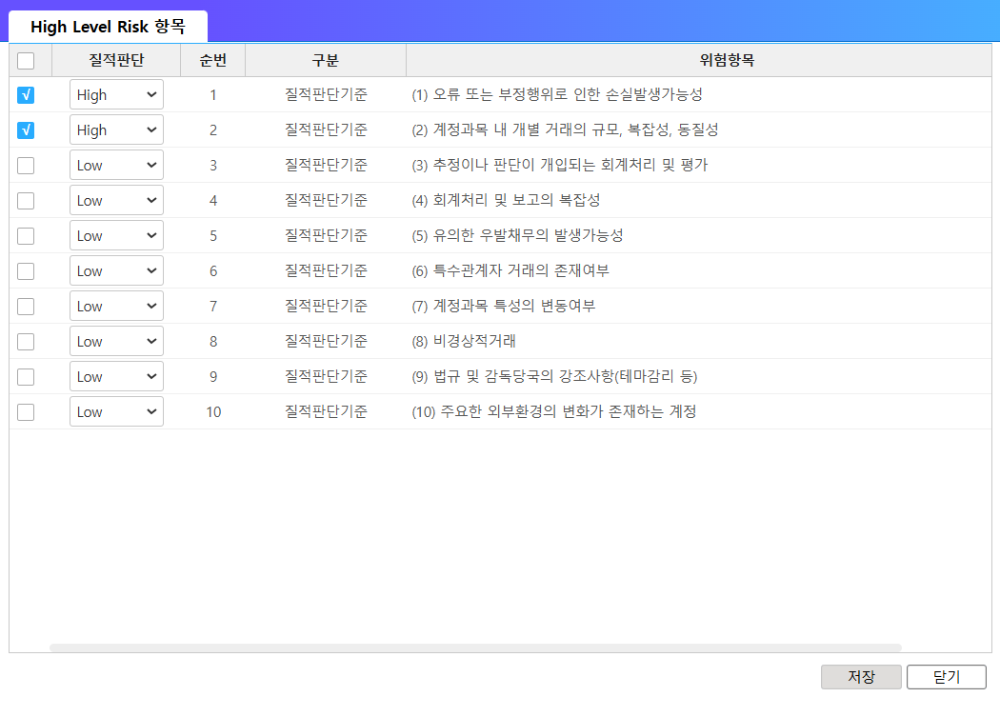 High Level Risk 항목
질적판단 순번 구분 위험항목
√ High 1 질적판단기준 (1) 오류 또는 부정행위로 인한 손실발생가능성
√ High 2 질적판단기준 (2) 계정과목 내 개별 거래의 규모, 복잡성, 동질성
Low 3 질적판단기준 (3) 추정이나 판단이 개입되는 회계처리 및 평가
Low 4 질적판단기준 (4) 회계처리 및 보고의 복잡성
Low 5 질적판단기준 (5) 유의한 우발채무의 발생가능성
Low 6 질적판단기준 (6) 특수관계자 거래의 존재여부
Low 7 질적판단기준 (7) 계정과목 특성의 변동여부
Low 8 질적판단기준 (8) 비경상적거래
Low 9 질적판단기준 (9) 법규 및 감독당국의 강조사항(테마감리 등)
Low 10 질적판단기준 (10) 주요한 외부환경의 변화가 존재하는 계정
저장 닫기